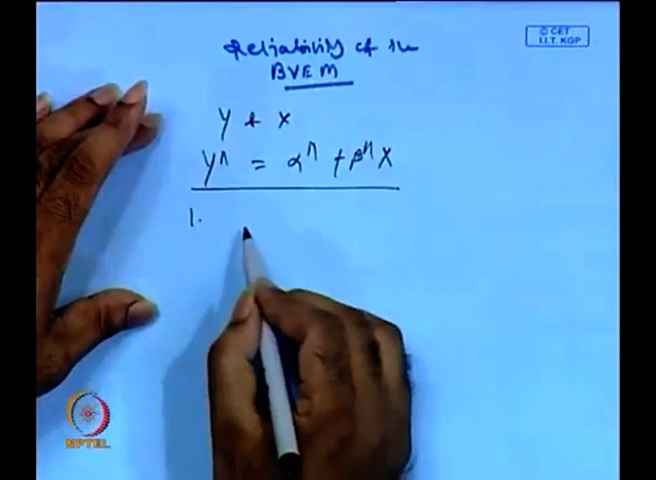 © CET
I.I.T. KGP
Reliability of the
BVEM
Y & X
Y^ = α^ + β^ X
1.
NPTEL